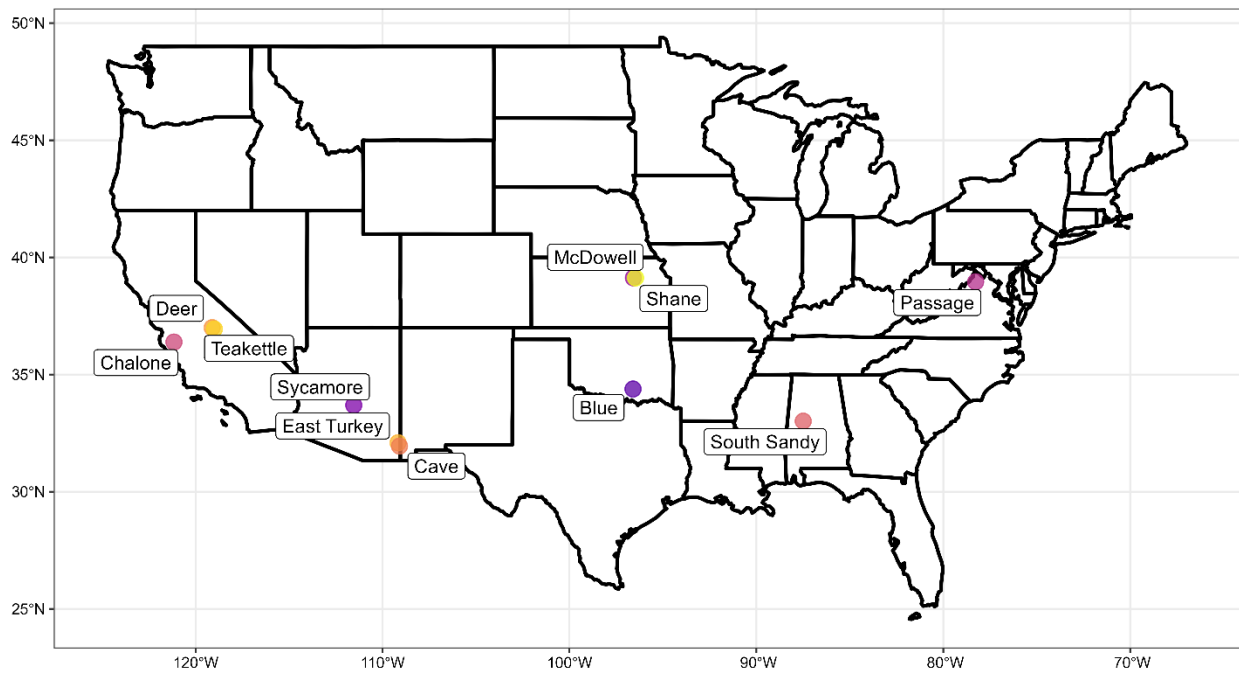 50°N
45°N
40°N
35°N
30°N
25°N
McDowell
Shane
Passage
Deer
Teakettle
Chalone
Sycamore
East Turkey
Blue
South Sandy
Cave
120°W 110°W 100°W 90°W 80°W 70°W